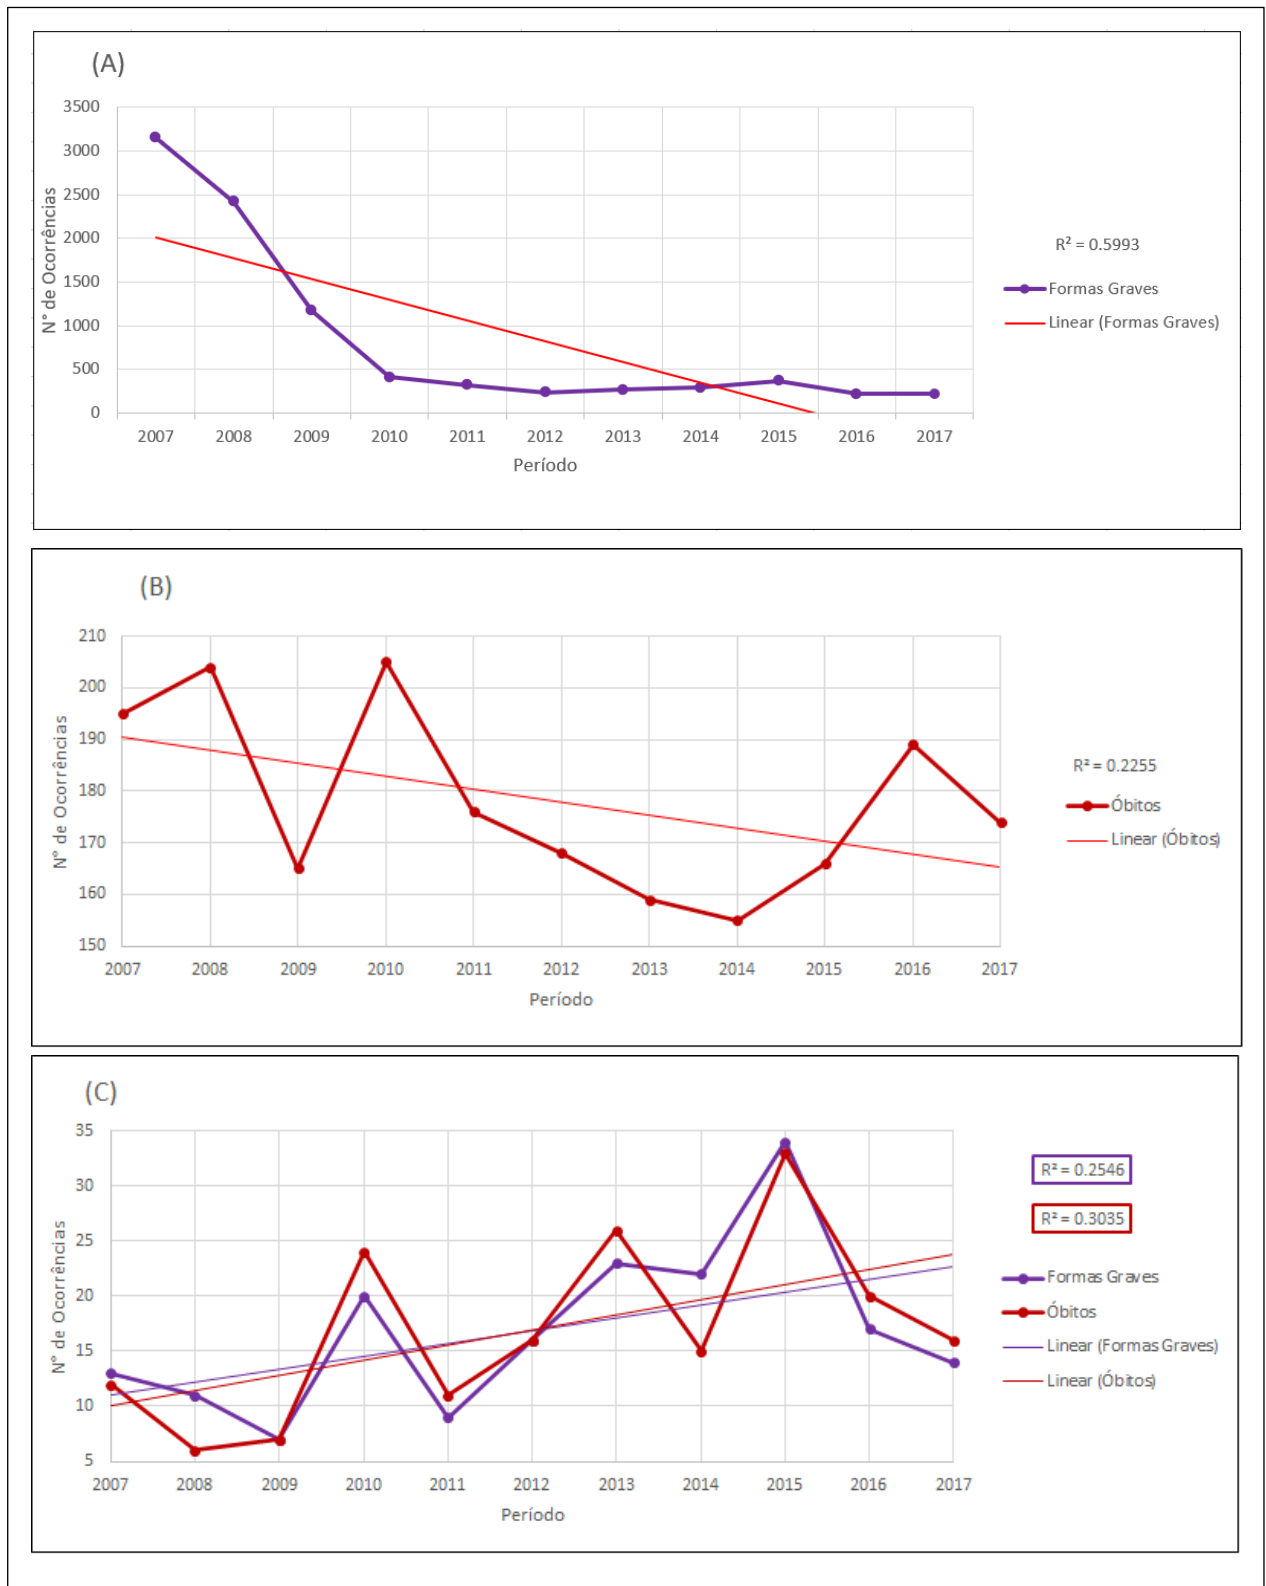 (A)
3500
3000
2500
2000
1500
1000
500
0
N° de Ocorrências
2007 2008 2009 2010 2011 2012 2013 2014 2015 2016 2017
Período
R² = 0.5993
Formas Graves
Linear (Formas Graves)
(B)
210
200
190
180
170
160
150
N° de Ocorrências
2007 2008 2009 2010 2011 2012 2013 2014 2015 2016 2017
Período
R² = 0.2255
Óbitos
Linear (Óbitos)
(C)
35
30
25
20
15
10
5
N° de Ocorrências
2007 2008 2009 2010 2011 2012 2013 2014 2015 2016 2017
Período
R² = 0.2546
R² = 0.3035
Formas Graves
Óbitos
Linear (Formas Graves)
Linear (Óbitos)